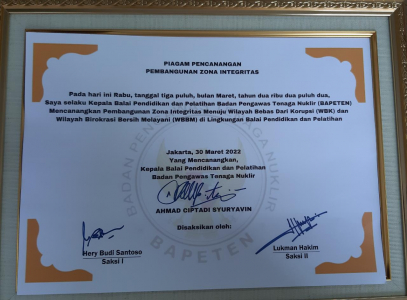 PIAGAM PENCANANGAN
PEMBANGUNAN ZONA INTEGRITAS
Pada hari ini Rabu, tanggal tiga puluh, bulan Maret, tahun dua ribu dua puluh dua,
Saya selaku Kepala Balai Pendidikan dan Pelatihan Badan Pengawas Tenaga Nuklir (BAPETEN)
Mencanangkan Pembangunan Zona Integritas Menuju Wilayah Bebas Dari Korupsi (WBK) dan
Wilayah Birokrasi Bersih Melayani (WBBM) di Lingkungan Balai Pendidikan dan Pelatihan
Jakarta, 30 Maret 2022
Yang Mencanangkan,
Kepala Balai Pendidikan dan Pelatihan
Badan Pengawas Tenaga Nuklir
AHMAD CIPTADI SYURYAVIN
Disaksikan oleh:
Hery Budi Santoso
Saksi I
Lukman Hakim
Saksi II
BADAN PENGAWAS TENAGA NUKLIR
BAPETEN